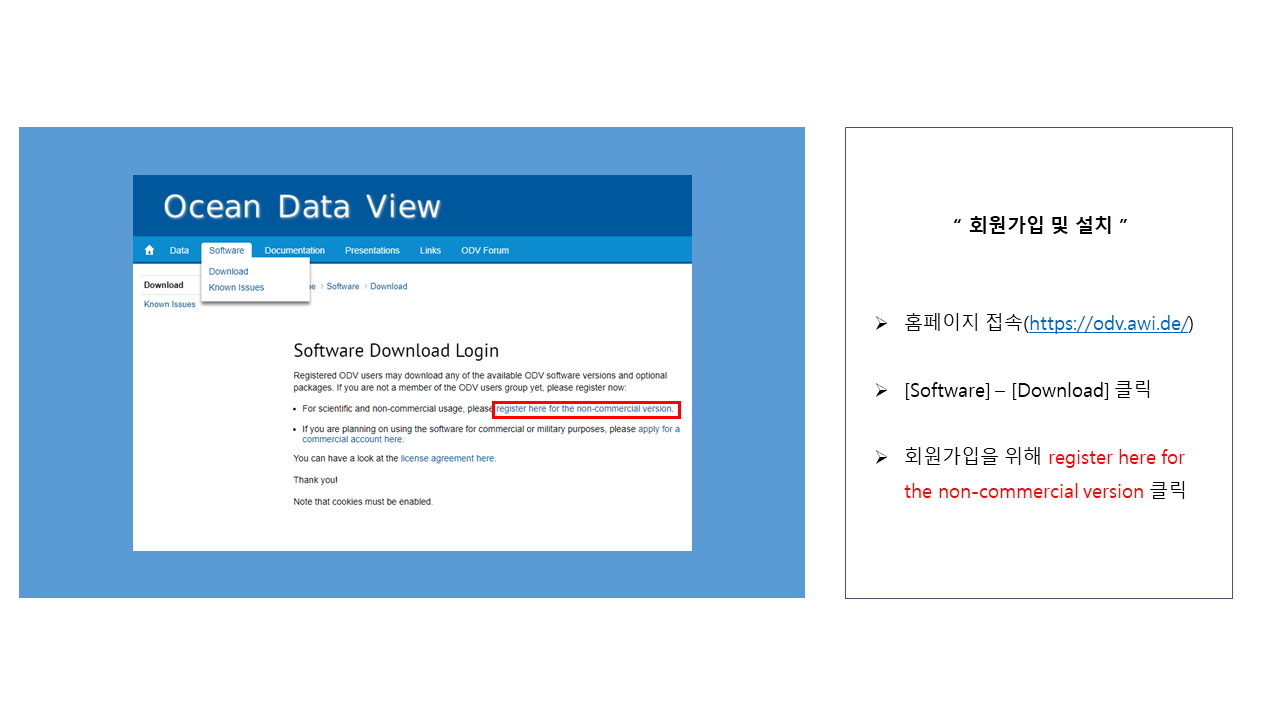 Ocean Data View
Data Software Documentation Presentations Links ODV Forum
Download
Known Issues
Download
Known Issues
Software Download
Software Download Login
Registered ODV users may download any of the available ODV software versions and optional
packages. If you are not a member of the ODV users group yet, please register now:
• For scientific and non-commercial usage, please register here for the non-commercial version.
• If you are planning on using the software for commercial or military purposes, please apply for a
commercial account here.
You can have a look at the license agreement here.
Thank you!
Note that cookies must be enabled.
“ 회원가입 및 설치 ”
➢ 홈페이지 접속(https://odv.awi.de/)
➢ [Software] – [Download] 클릭
➢ 회원가입을 위해 register here for
the non-commercial version 클릭